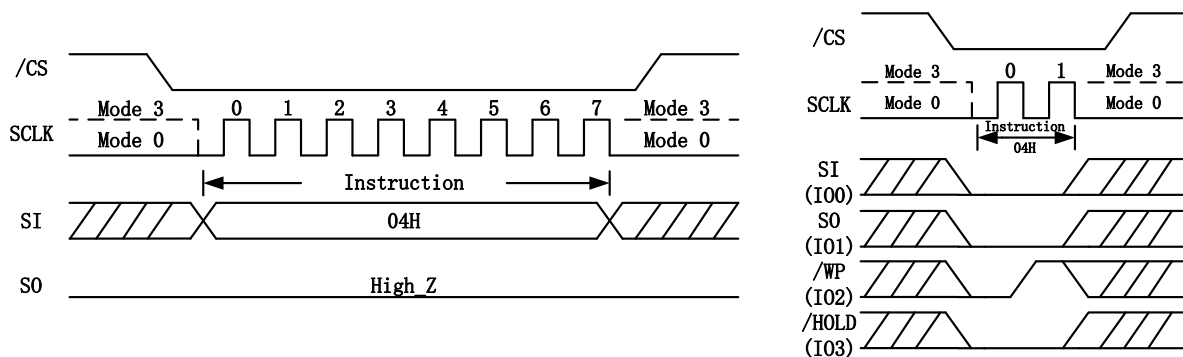 /CS
Mode 3 0 1 2 3 4 5 6 7 Mode 3
SCLK Mode 0 Mode 0
Instruction
SI 04H
SO High_Z
/CS
Mode 3 0 1 Mode 3
SCLK Mode 0 Mode 0
Instruction
04H
SI
(IO0)
SO
(IO1)
/WP
(IO2)
/HOLD
(IO3)